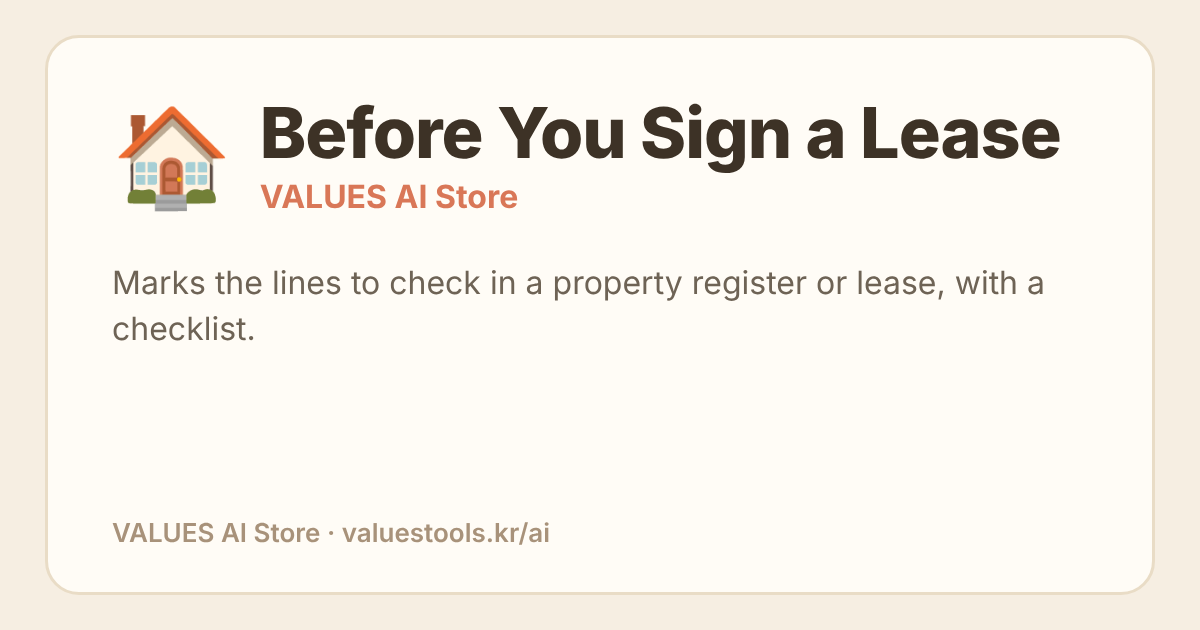 Before You Sign a Lease
VALUES AI Store
Marks the lines to check in a property register or lease, with a
checklist.
VALUES AI Store · valuestools.kr/ai